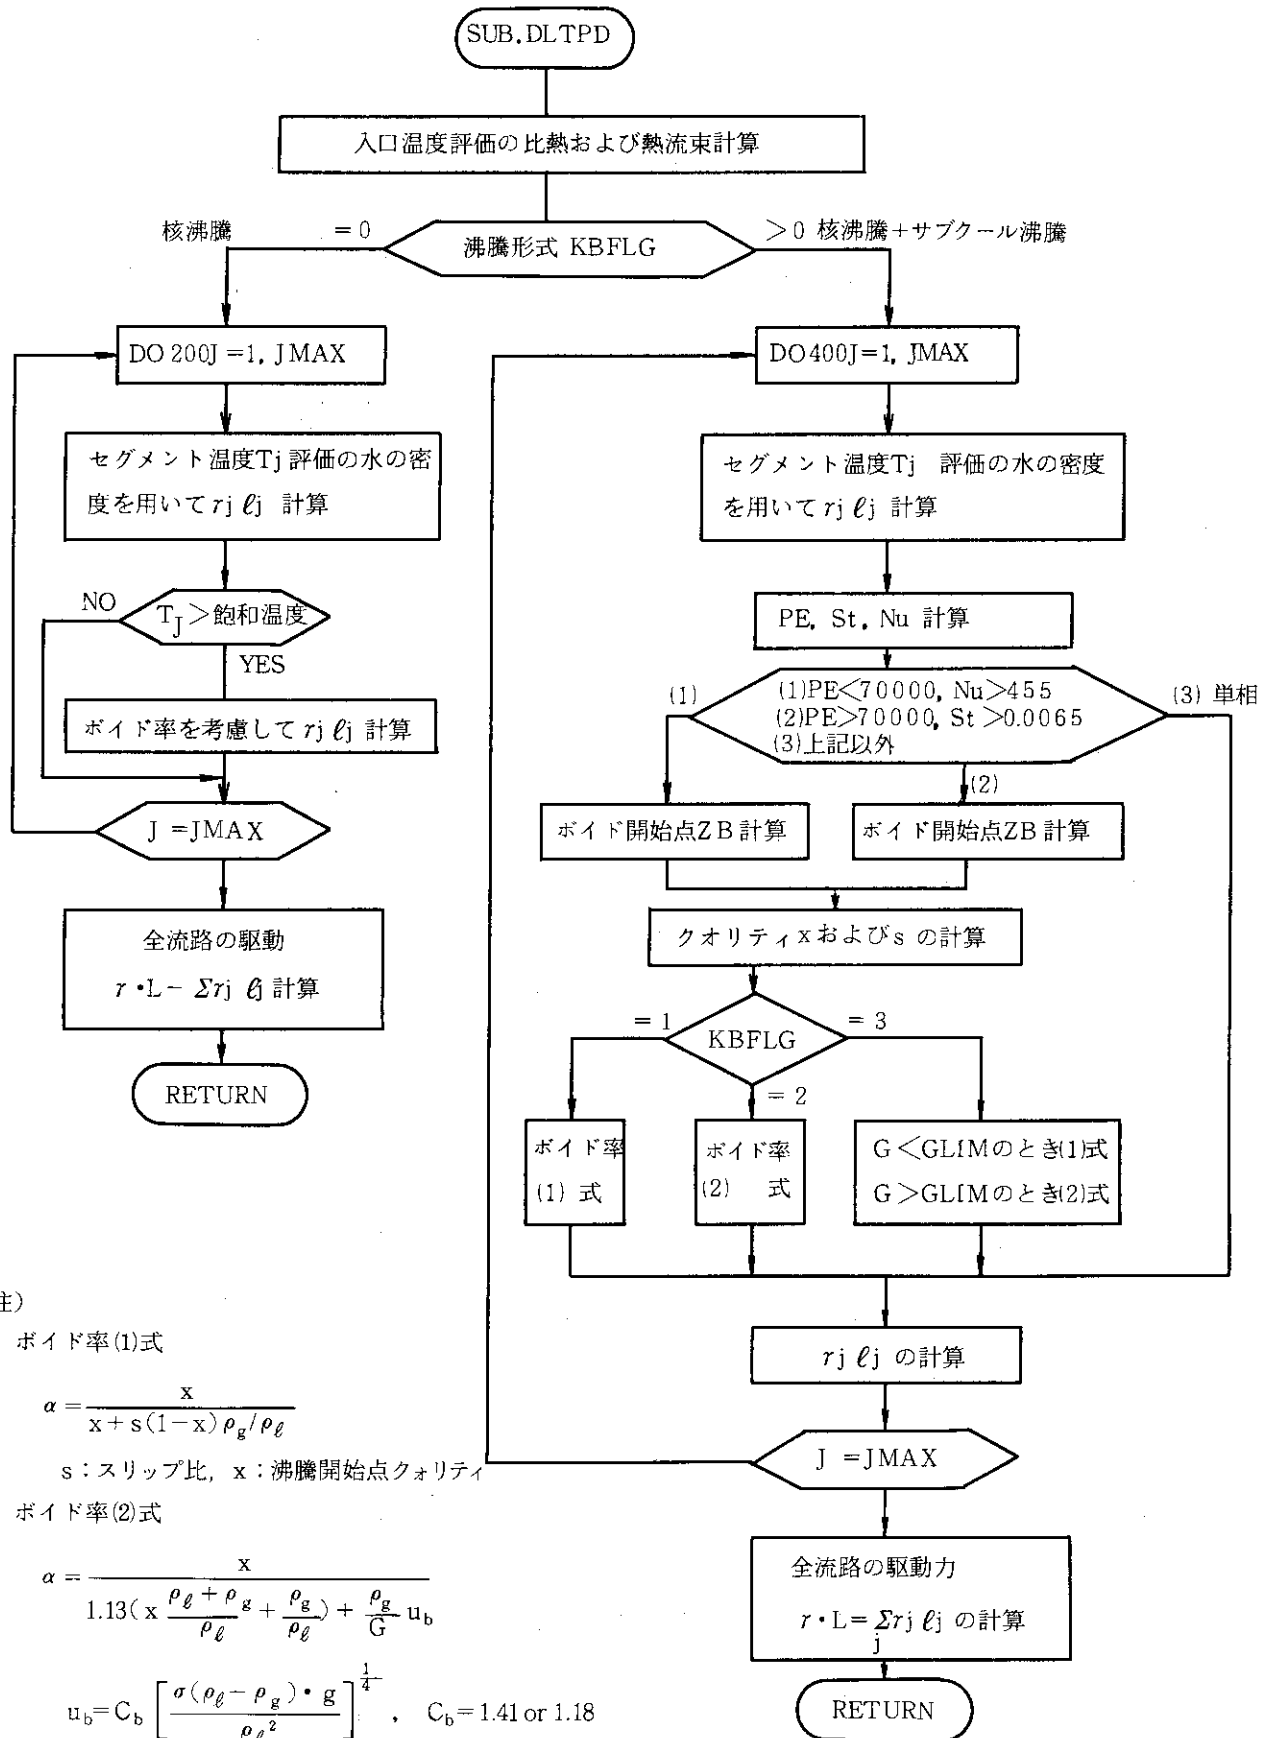 SUB.DLTPD
入口温度評価の比熱および熱流束計算
核沸騰 =0
沸騰形式 KBFLG
>0 核沸騰+サブクール沸騰
DO 200J=1, JMAX
セグメント温度Tj評価の水の密
度を用いてrj ℓj 計算
NO
TJ>飽和温度
YES
ボイド率を考慮してrj ℓj 計算
J =JMAX
全流路の駆動
r・L− Σrj ℓj 計算
RETURN
DO400J=1, JMAX
セグメント温度Tj 評価の水の密度
を用いてrj ℓj 計算
PE, St, Nu 計算
(1)
(1)PE<70000, Nu>455
(2)PE>70000, St>0.0065
(3)上記以外
(3) 単相
(2)
ボイド開始点ZB計算
ボイド開始点ZB計算
クオリティxおよびs の計算
=1
KBFLG
=3
=2
ボイド率
(1) 式
ボイド率
(2) 式
G<GLIMのとき(1)式
G>GLIMのとき(2)式
rj ℓj の計算
J =JMAX
全流路の駆動力
r・L=Σrj ℓj の計算
j
RETURN
注)
ボイド率(1)式
α= x / x+s(1−x)ρg/ρℓ
s:スリップ比, x:沸騰開始点クォリティ
ボイド率(2)式
α= x / 1.13(x ρℓ+ρg/ρℓ + ρg/ρℓ) + ρg/G ub
ub=Cb [σ(ρℓ−ρg)・g / ρℓ²]^1/4 , Cb=1.41 or 1.18